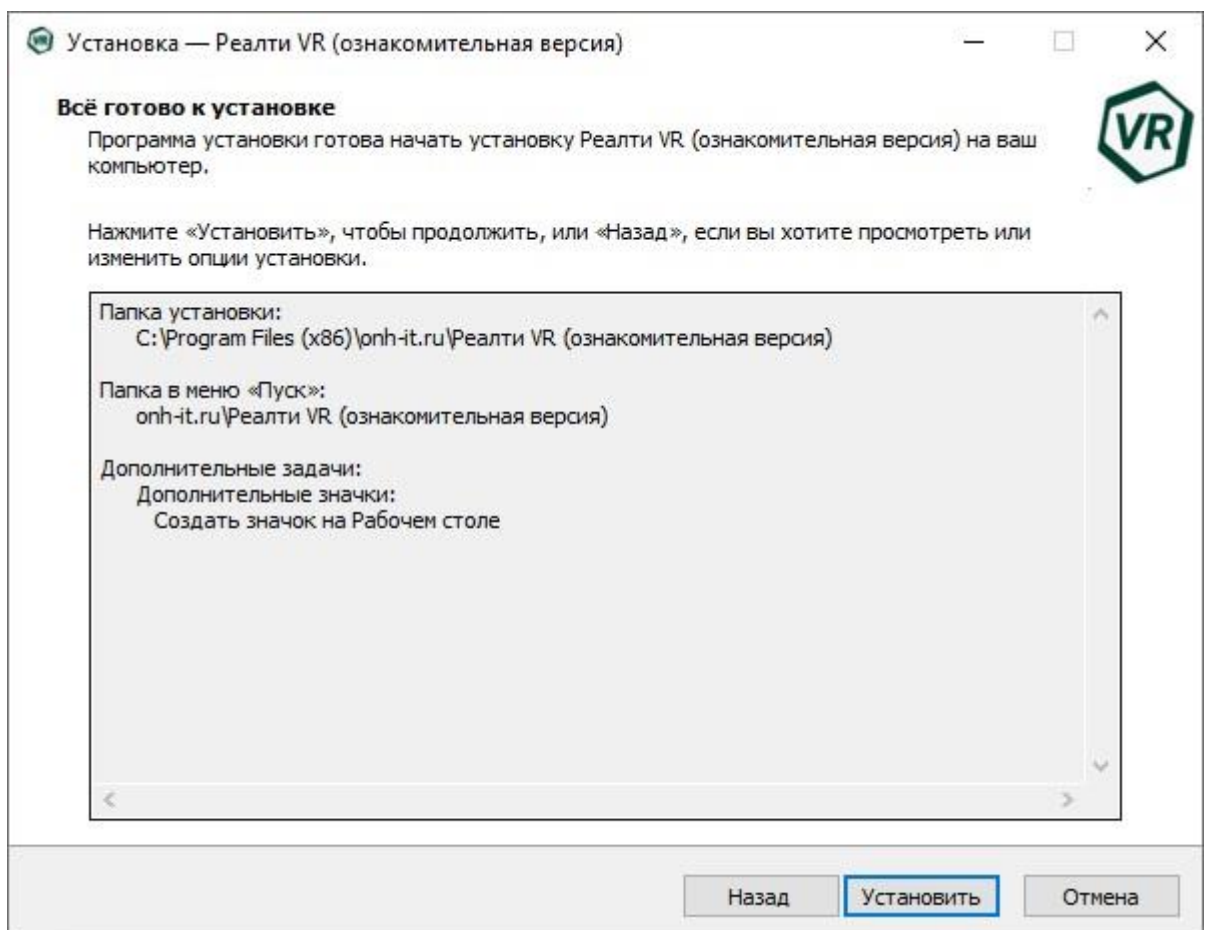 Установка — Реалти VR (ознакомительная версия)
Всё готово к установке
Программа установки готова начать установку Реалти VR (ознакомительная версия) на ваш
компьютер.
VR
Нажмите «Установить», чтобы продолжить, или «Назад», если вы хотите просмотреть или
изменить опции установки.
Папка установки:
C:\Program Files (x86)\onh-it.ru\Реалти VR (ознакомительная версия)
Папка в меню «Пуск»:
onh-it.ru\Реалти VR (ознакомительная версия)
Дополнительные задачи:
Дополнительные значки:
Создать значок на Рабочем столе
Назад
Установить
Отмена